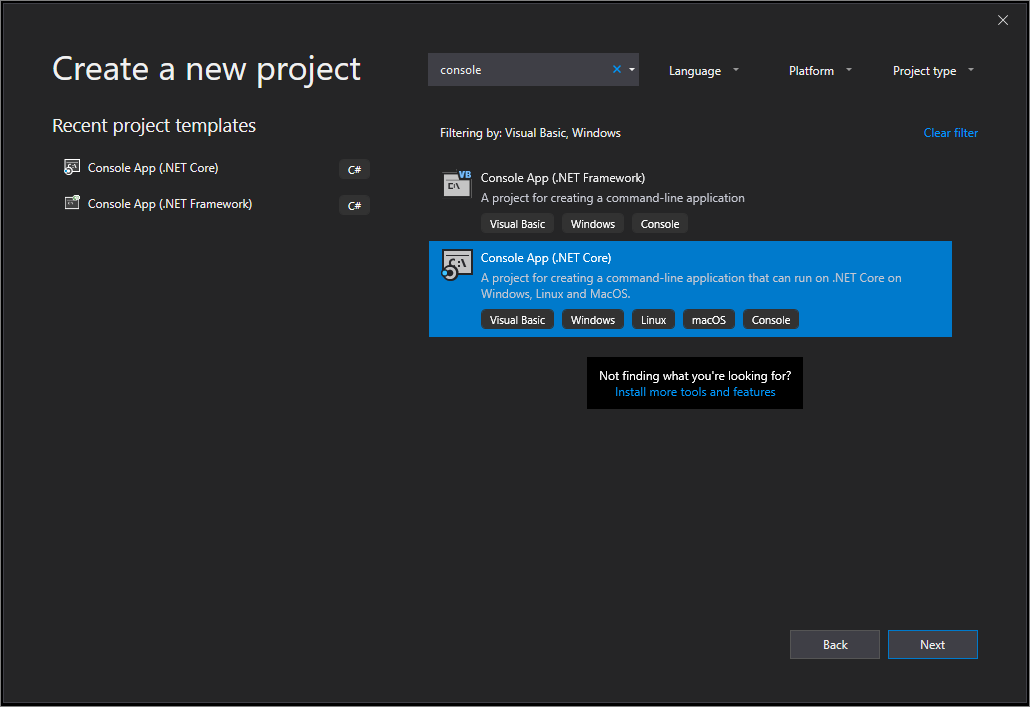 Create a new project
console
Language
Platform
Project type
Recent project templates
Filtering by: Visual Basic, Windows
Clear filter
Console App (.NET Core)
C#
Console App (.NET Framework)
C#
VB
Console App (.NET Framework)
A project for creating a command-line application
Visual Basic
Windows
Console
C:\
Console App (.NET Core)
A project for creating a command-line application that can run on .NET Core on
Windows, Linux and MacOS.
Visual Basic
Windows
Linux
macOS
Console
Not finding what you're looking for?
Install more tools and features
Back
Next